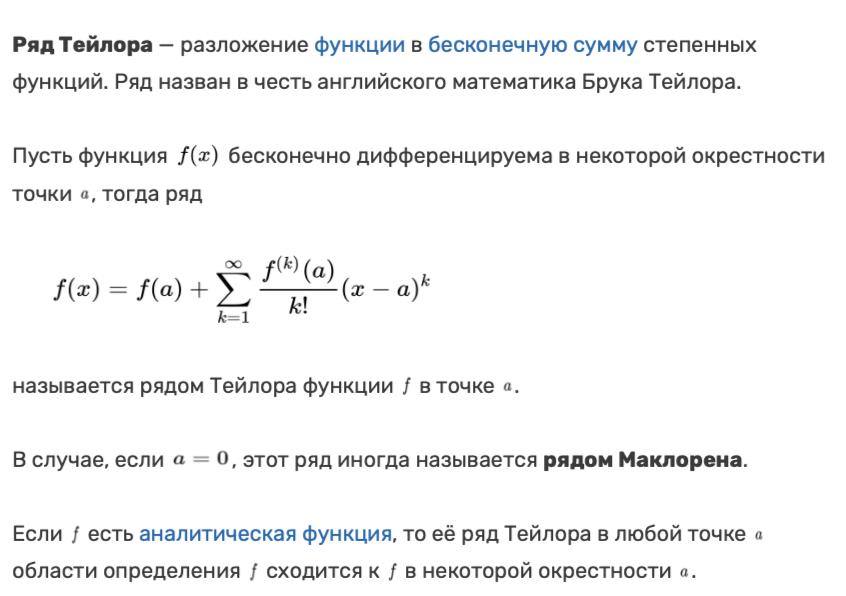 Ряд Тейлора — разложение функции в бесконечную сумму степенных
функций. Ряд назван в честь английского математика Брука Тейлора.
Пусть функция f(x) бесконечно дифференцируема в некоторой окрестности
точки a, тогда ряд
f(x) = f(a) + ∑_{k=1}^{∞} \frac{f^{(k)}(a)}{k!} (x − a)^k
называется рядом Тейлора функции f в точке a.
В случае, если a = 0, этот ряд иногда называется рядом Маклорена.
Если f есть аналитическая функция, то её ряд Тейлора в любой точке a
области определения f сходится к f в некоторой окрестности a.